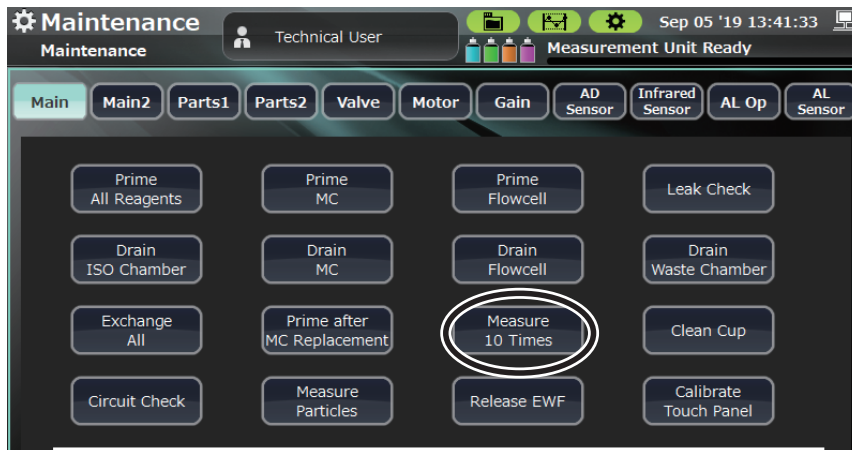 Maintenance
Technical User
Sep 05 '19 13:41:33
Maintenance
Measurement Unit Ready
Main Main2 Parts1 Parts2 Valve Motor Gain AD Sensor Infrared Sensor AL Op AL Sensor
Prime
All Reagents
Prime
MC
Prime
Flowcell
Leak Check
Drain
ISO Chamber
Drain
MC
Drain
Flowcell
Drain
Waste Chamber
Exchange
All
Prime after
MC Replacement
Measure
10 Times
Clean Cup
Circuit Check
Measure
Particles
Release EWF
Calibrate
Touch Panel